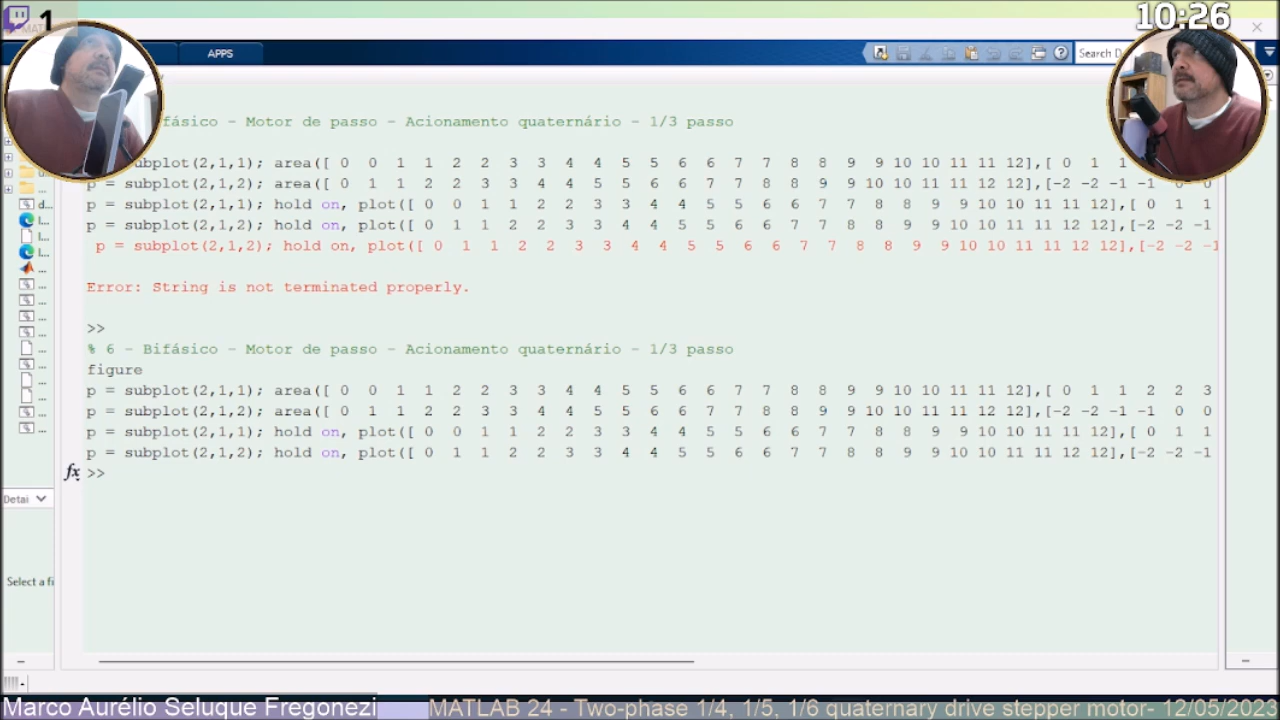 1
10:26
APPS
Search D
fásico - Motor de passo - Acionamento quaternário - 1/3 passo
subplot(2,1,1); area([ 0 0 1 1 2 2 3 3 4 4 5 5 6 6 7 7 8 8 9 9 10 10 11 11 12],[ 0 1 1
p = subplot(2,1,2); area([ 0 1 1 2 2 3 3 4 4 5 5 6 6 7 7 8 8 9 9 10 10 11 11 12 12],[-2 -2 -1 -1 0 0
p = subplot(2,1,1); hold on, plot([ 0 0 1 1 2 2 3 3 4 4 5 5 6 6 7 7 8 8 9 9 10 10 11 11 12],[ 0 1 1
p = subplot(2,1,2); hold on, plot([ 0 1 1 2 2 3 3 4 4 5 5 6 6 7 7 8 8 9 9 10 10 11 11 12 12],[-2 -2 -1
p = subplot(2,1,2); hold on, plot([ 0 1 1 2 2 3 3 4 4 5 5 6 6 7 7 8 8 9 9 10 10 11 11 12 12],[-2 -2 -1
Error: String is not terminated properly.
>>
% 6 - Bifásico - Motor de passo - Acionamento quaternário - 1/3 passo
figure
p = subplot(2,1,1); area([ 0 0 1 1 2 2 3 3 4 4 5 5 6 6 7 7 8 8 9 9 10 10 11 11 12],[ 0 1 1 2 2 3
p = subplot(2,1,2); area([ 0 1 1 2 2 3 3 4 4 5 5 6 6 7 7 8 8 9 9 10 10 11 11 12 12],[-2 -2 -1 -1 0 0
p = subplot(2,1,1); hold on, plot([ 0 0 1 1 2 2 3 3 4 4 5 5 6 6 7 7 8 8 9 9 10 10 11 11 12],[ 0 1 1
p = subplot(2,1,2); hold on, plot([ 0 1 1 2 2 3 3 4 4 5 5 6 6 7 7 8 8 9 9 10 10 11 11 12 12],[-2 -2 -1
fx >>
Detai
Select a fi
Marco Aurélio Seluque Fregonezi
MATLAB 24 - Two-phase 1/4, 1/5, 1/6 quaternary drive stepper motor- 12/05/2023